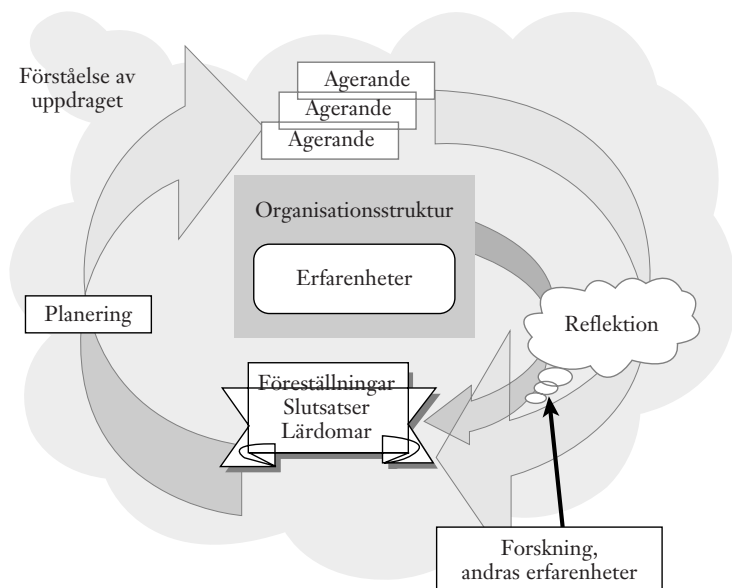 Förståelse av
uppdraget
Agerande
Agerande
Agerande
Organisationsstruktur
Erfarenheter
Planering
Reflektion
Föreställningar
Slutsatser
Lärdomar
Forskning,
andras erfarenheter